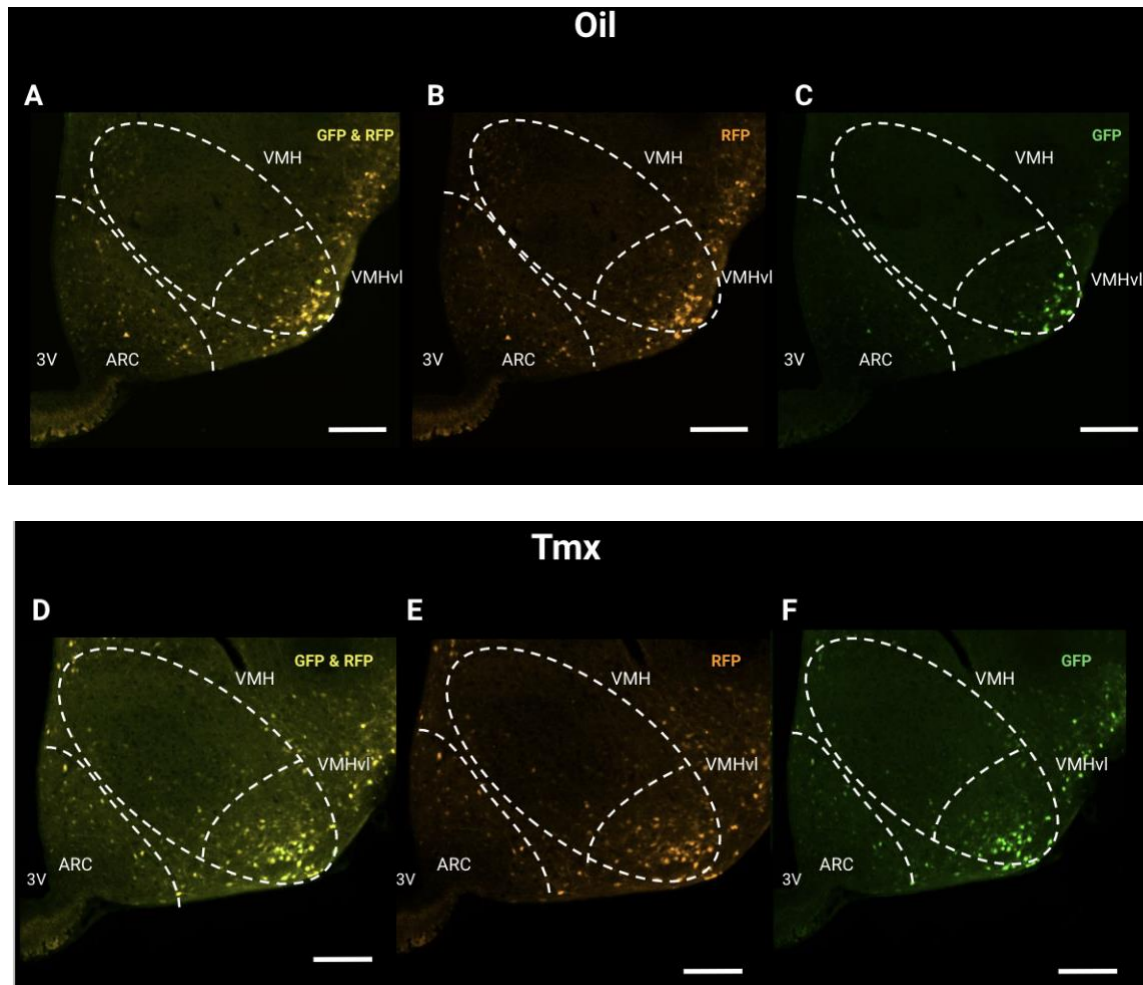 Oil
A
GFP & RFP
VMH
VMHvl
3V
ARC
B
RFP
VMH
VMHvl
3V
ARC
C
GFP
VMH
VMHvl
3V
ARC
Tmx
D
GFP & RFP
VMH
VMHvl
ARC
3V
E
RFP
VMH
VMHvl
ARC
3V
F
GFP
VMH
VMHvl
ARC
3V